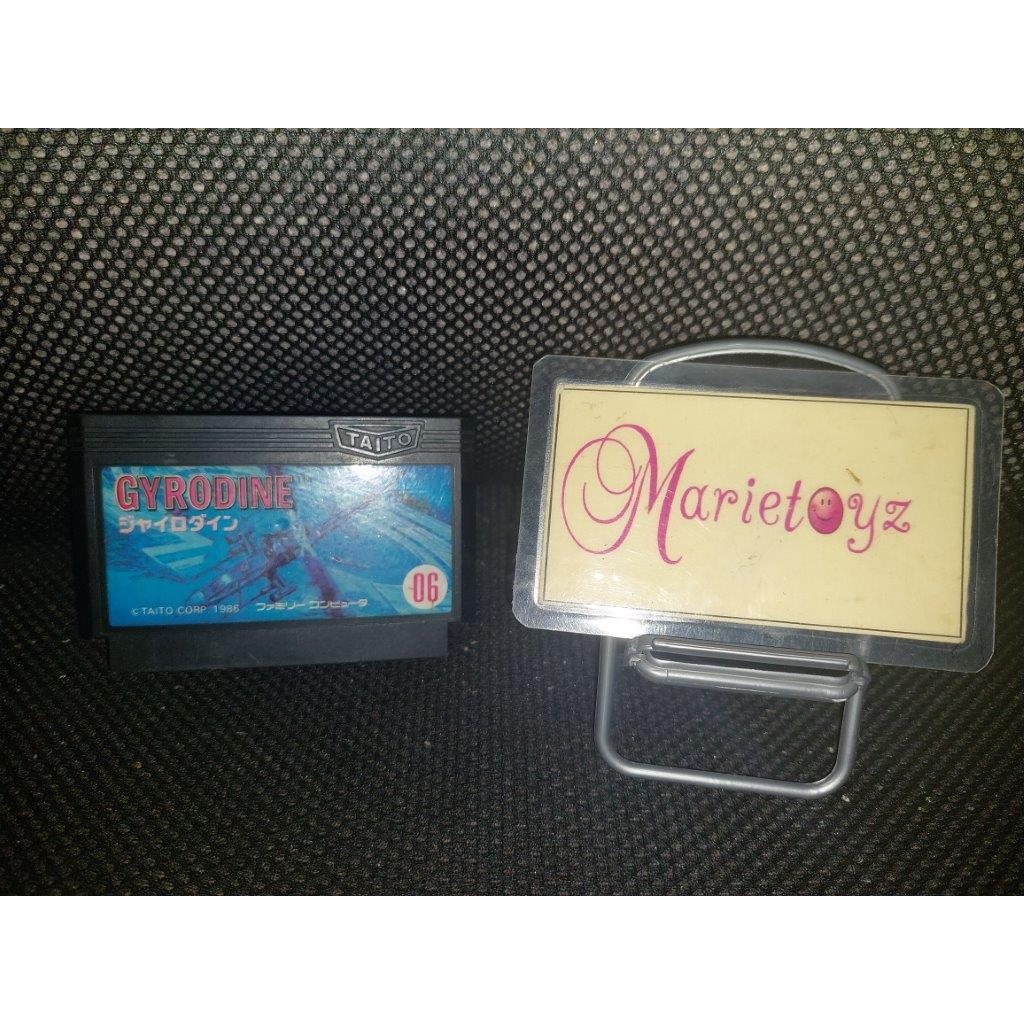 TAITO
GYRODINE
ジャイロダイン
06
©TAITO CORP 1986 ファミリー コンピュータ
Marietoyz